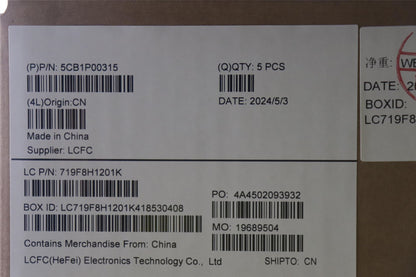 (P)P/N: 5CB1P00315
(Q)QTY: 5 PCS
(4L)Origin:CN
DATE: 2024/5/3
Made in China
Supplier: LCFC
LC P/N: 719F8H1201K
PO: 4A4502093932
BOX ID: LC719F8H1201K418530408
MO: 19689504
Contains Merchandise From: China
LCFC(HeFei) Electronics Technology Co., Ltd
SHIPTO: CN
净重:
DATE: 20
BOXID:
LC719F8